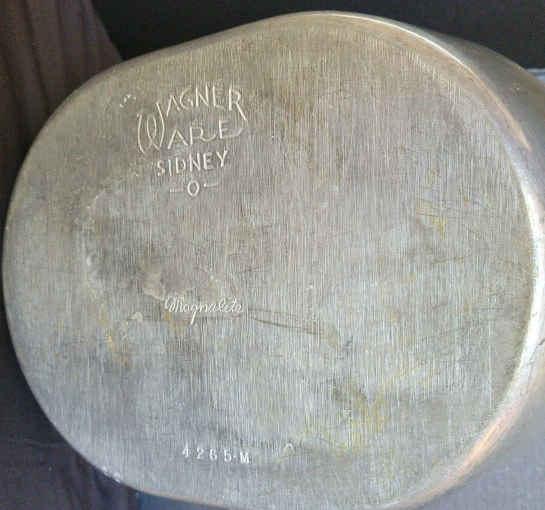 WAGNER
WARE
SIDNEY
-O-
Magnalite
4265-M